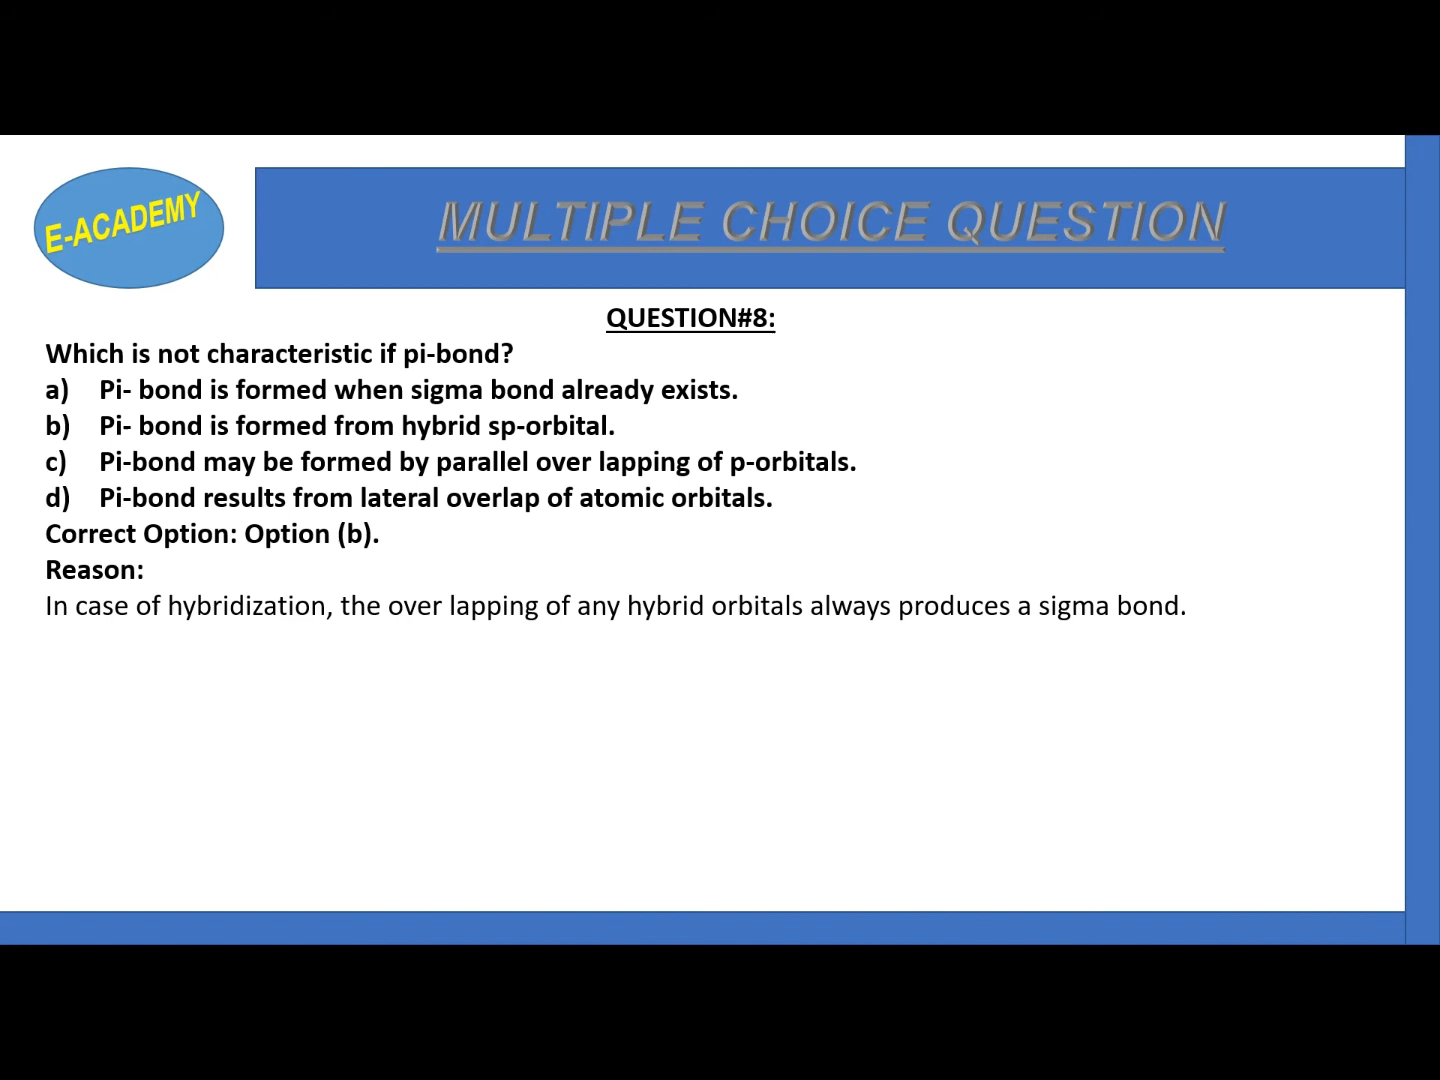 E-ACADEMY
MULTIPLE CHOICE QUESTION
QUESTION#8:
Which is not characteristic if pi-bond?
a) Pi- bond is formed when sigma bond already exists.
b) Pi- bond is formed from hybrid sp-orbital.
c) Pi-bond may be formed by parallel over lapping of p-orbitals.
d) Pi-bond results from lateral overlap of atomic orbitals.
Correct Option: Option (b).
Reason:
In case of hybridization, the over lapping of any hybrid orbitals always produces a sigma bond.